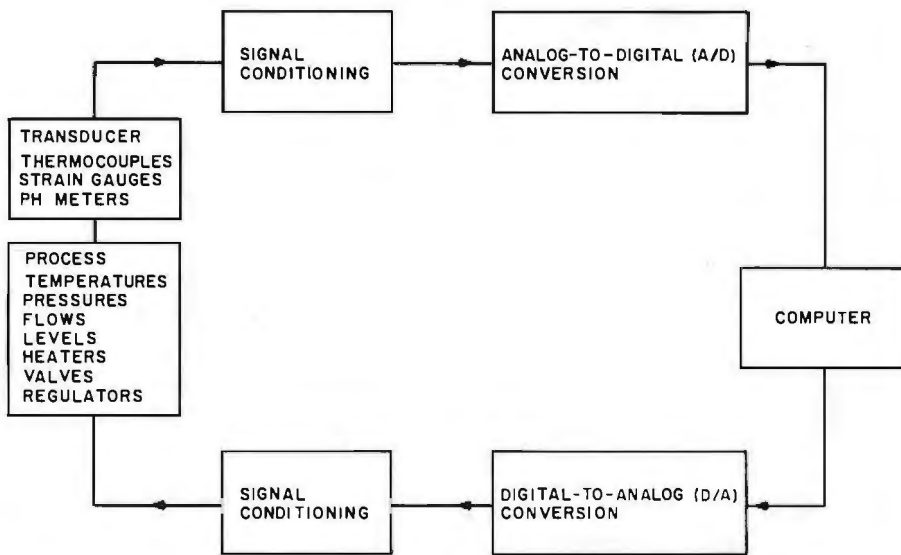 SIGNAL
CONDITIONING
ANALOG-TO-DIGITAL (A/D)
CONVERSION
TRANSDUCER
THERMOCOUPLES
STRAIN GAUGES
PH METERS
PROCESS
TEMPERATURES
PRESSURES
FLOWS
LEVELS
HEATERS
VALVES
REGULATORS
COMPUTER
SIGNAL
CONDITIONING
DIGITAL-TO-ANALOG (D/A)
CONVERSION